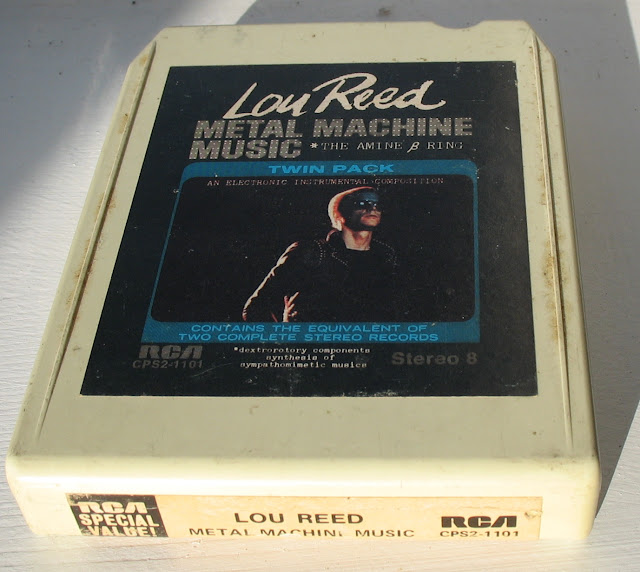 Lou Reed
METAL MACHINE
MUSIC *THE AMINE β RING
TWIN PACK
AN ELECTRONIC INSTRUMENTAL COMPOSITION
CONTAINS THE EQUIVALENT OF
TWO COMPLETE STEREO RECORDS
RCA
CPS2-1101
*dextrorotory components
synthesis of
sympathomimetic musics
Stereo 8
RCA
SPECIAL
VALUE!
LOU REED
METAL MACHINE MUSIC
RCA
CPS2-1101